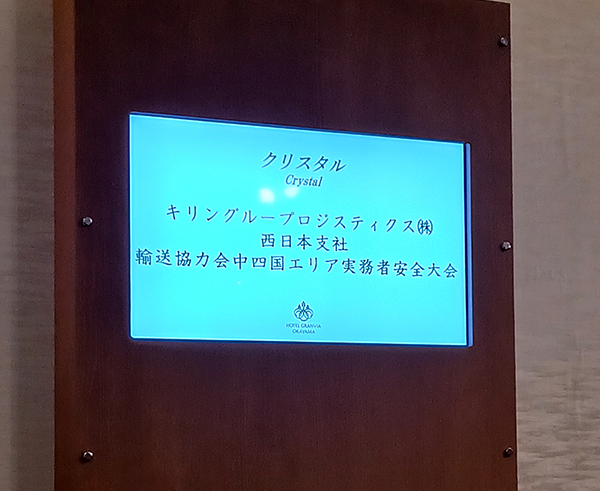 クリスタル
Crystal
キリングループロジスティクス㈱
西日本支社
輸送協力会中四国エリア実務者安全大会
HOTEL GRANVIA
OKAYAMA